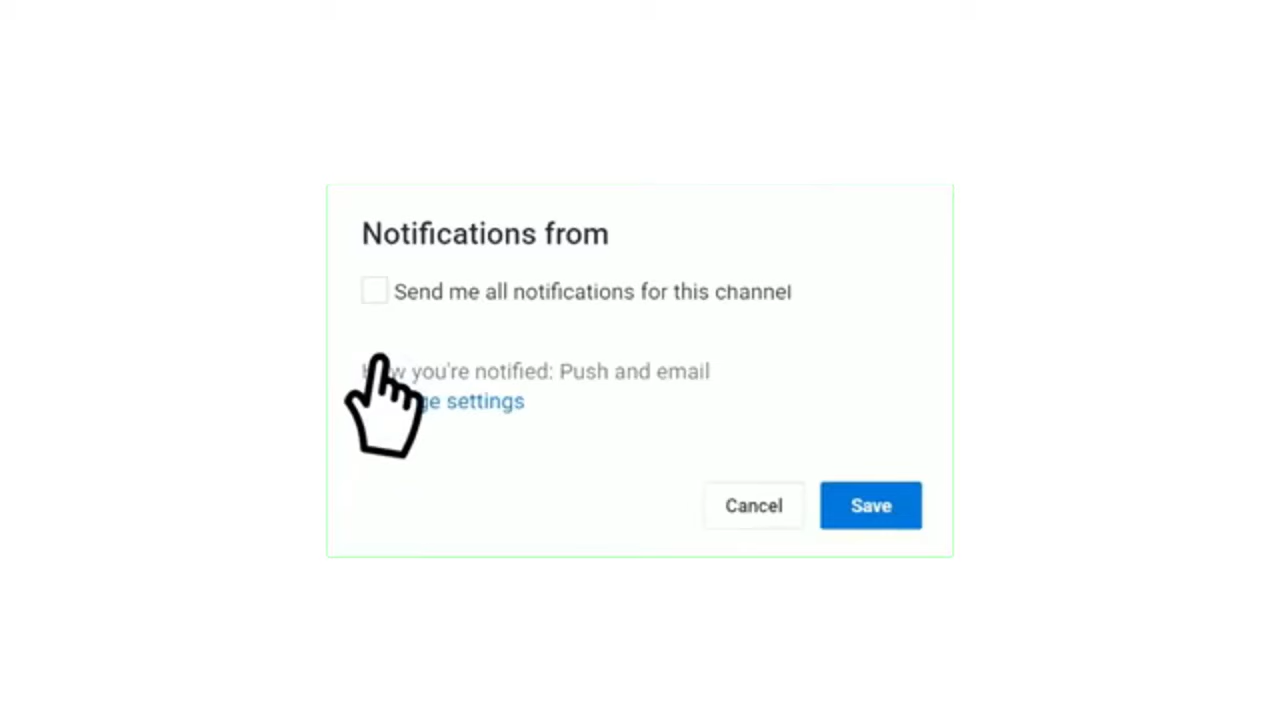 Notifications from
Send me all notifications for this channel
you're notified: Push and email
settings
Cancel
Save